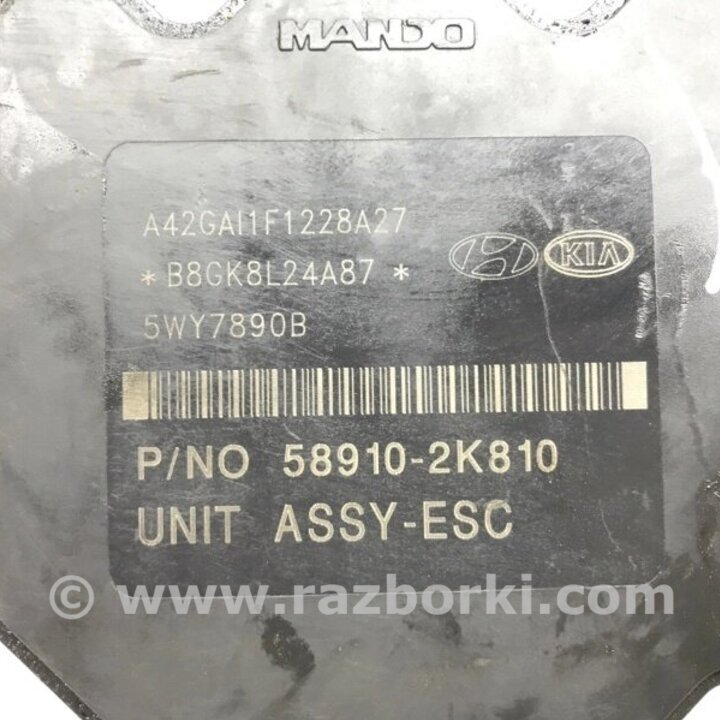 MANDO
A42GAI1F1228A27
*B8GK8L24A87 *
KIA
5WY7890B
P/NO 58910-2K810
UNIT ASSY-ESC
© www.razborki.com